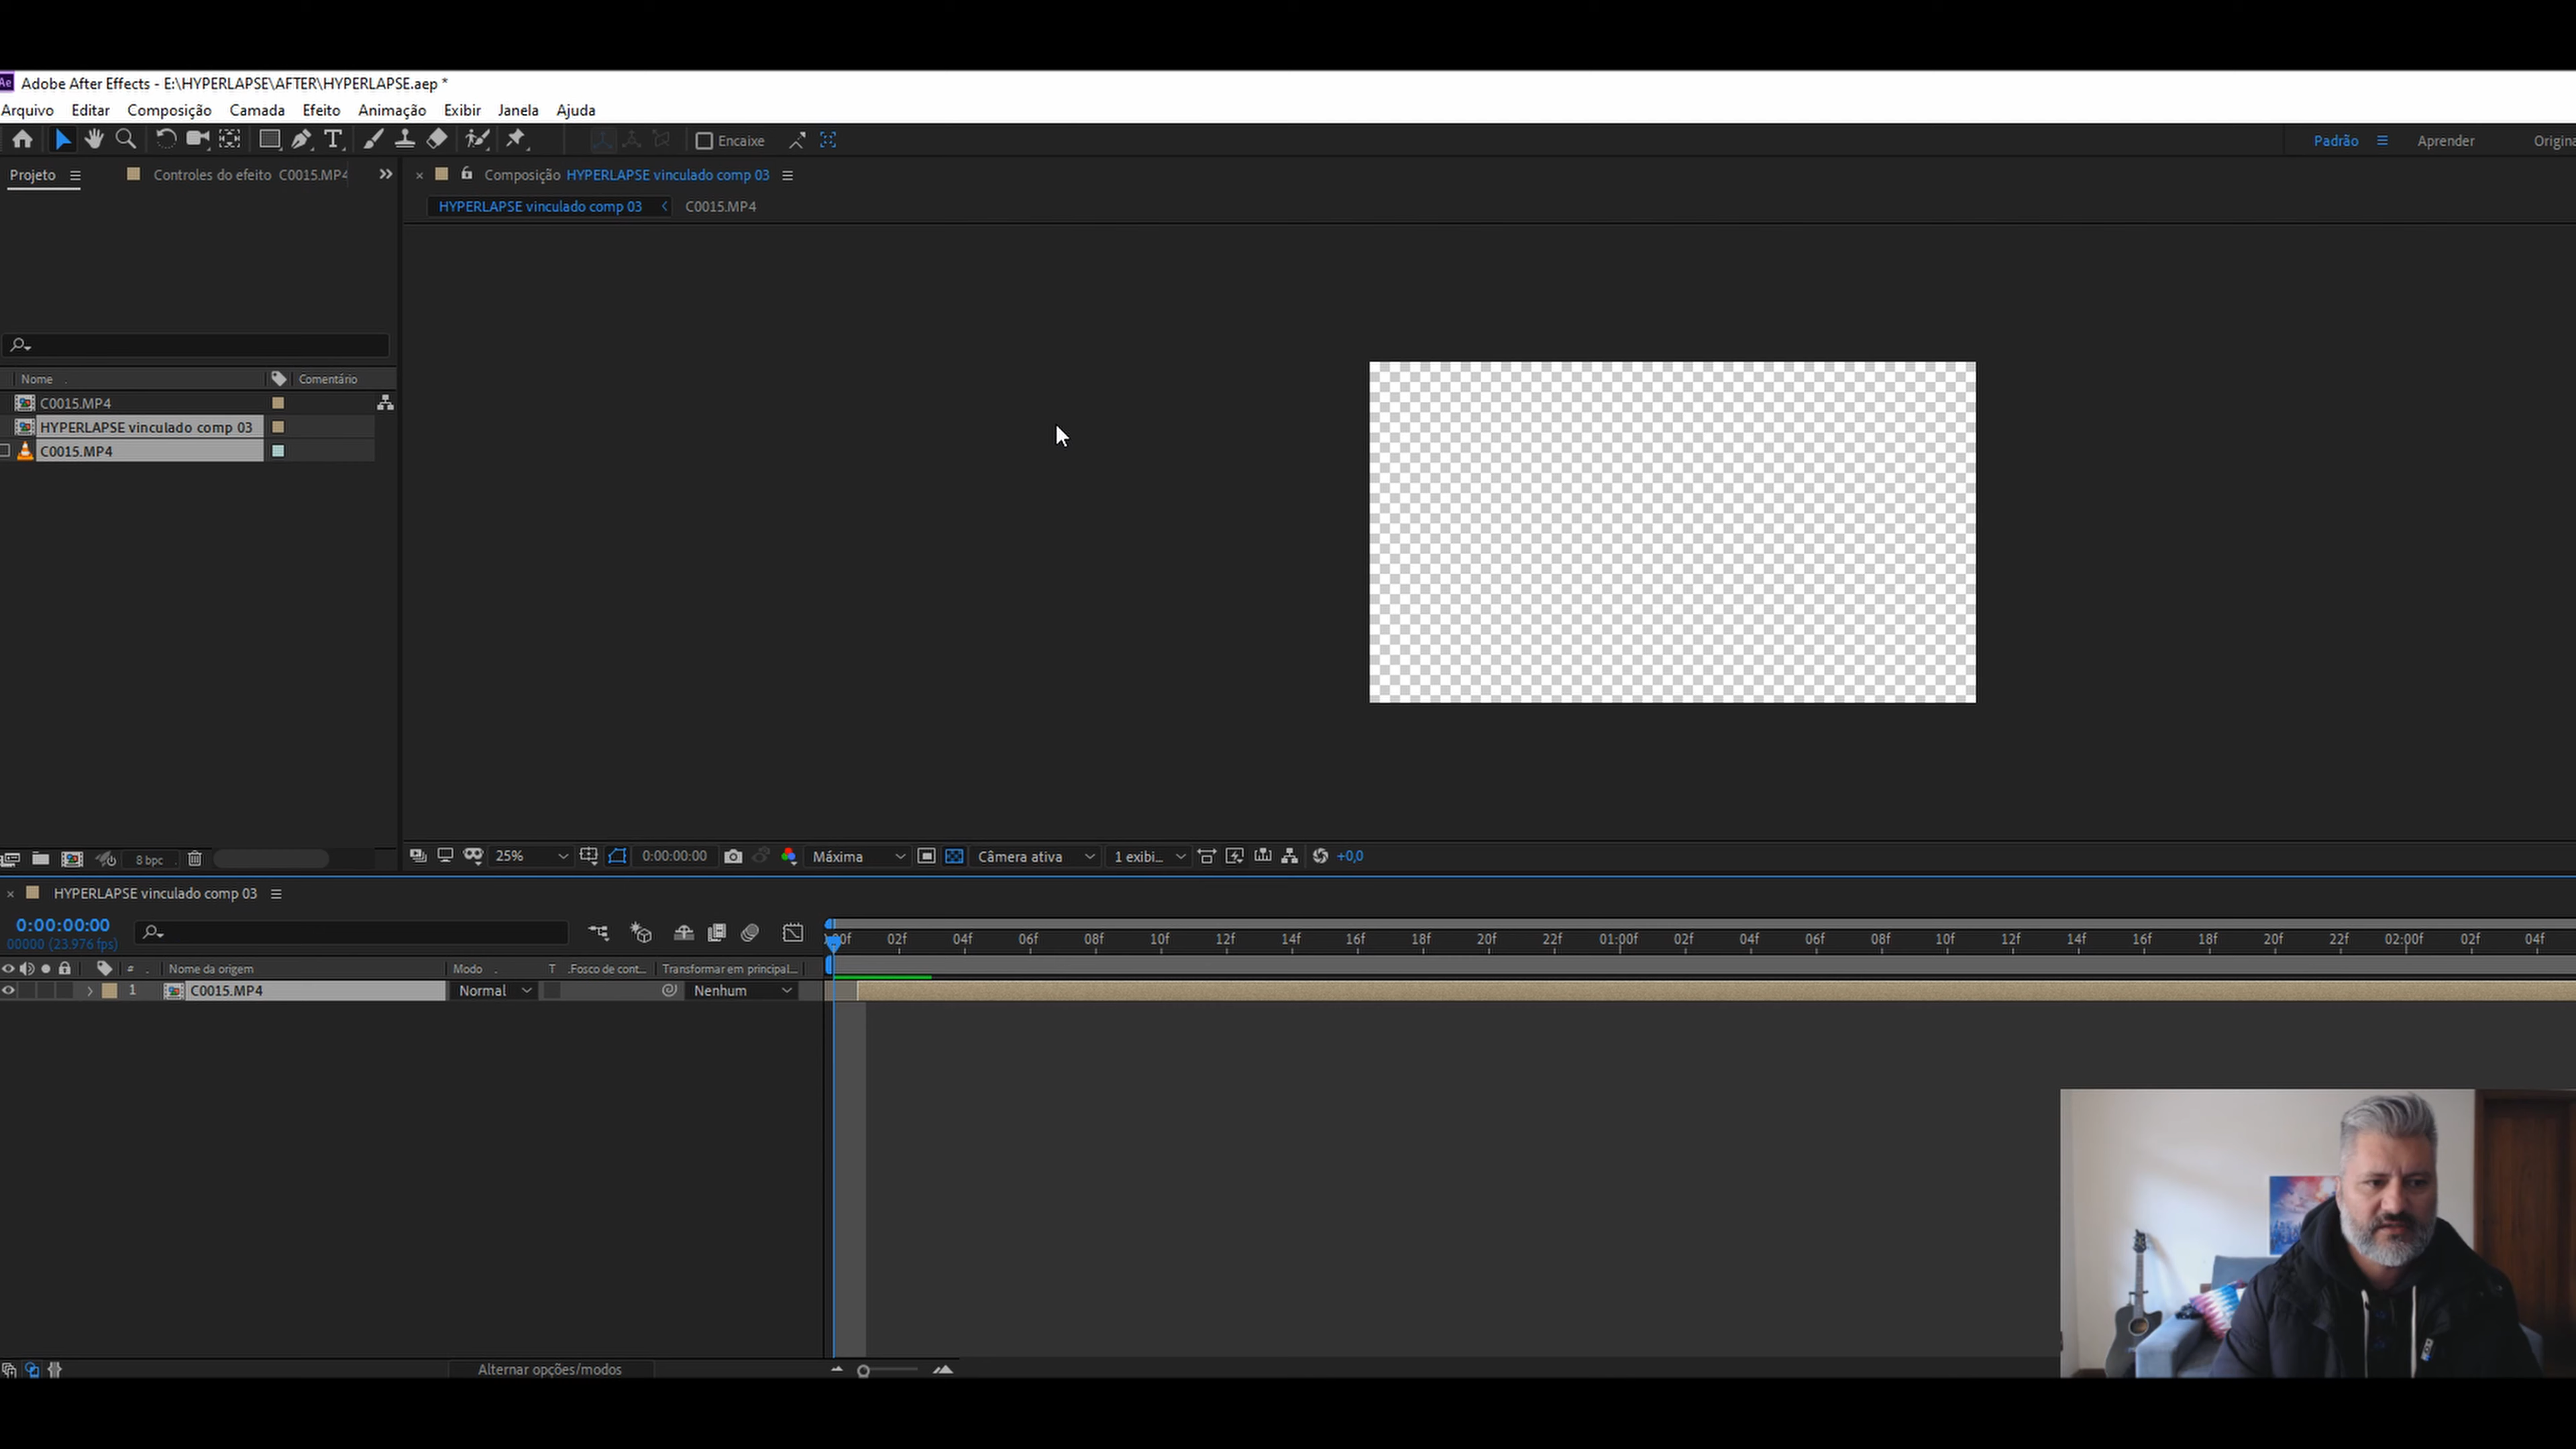 Ae Adobe After Effects - E:\HYPERLAPSE\AFTER\HYPERLAPSE.aep *
Arquivo Editar Composição Camada Efeito Animação Exibir Janela Ajuda
T Encaixe Padrão Aprender
Projeto Controles do efeito C0015.MP4 » × Composição HYPERLAPSE vinculado comp 03
HYPERLAPSE vinculado comp 03 C0015.MP4
Nome Comentário
C0015.MP4
HYPERLAPSE vinculado comp 03
C0015.MP4
8 bpc 25% 0:00:00:00 Máxima Câmera ativa 1 exibi... +0,0
× HYPERLAPSE vinculado comp 03
0:00:00:00
00000 (23.976 fps)
:00f 02f 04f 06f 08f 10f 12f 14f 16f 18f 20f 22f 01:00f 02f 04f 06f 08f 10f 12f 14f 16f 18f 20f 22f 02:00f 02f 04f
# Nome da origem Modo T .Fosco de cont... Transformar em principal...
1 C0015.MP4 Normal Nenhum
Alternar opções/modos